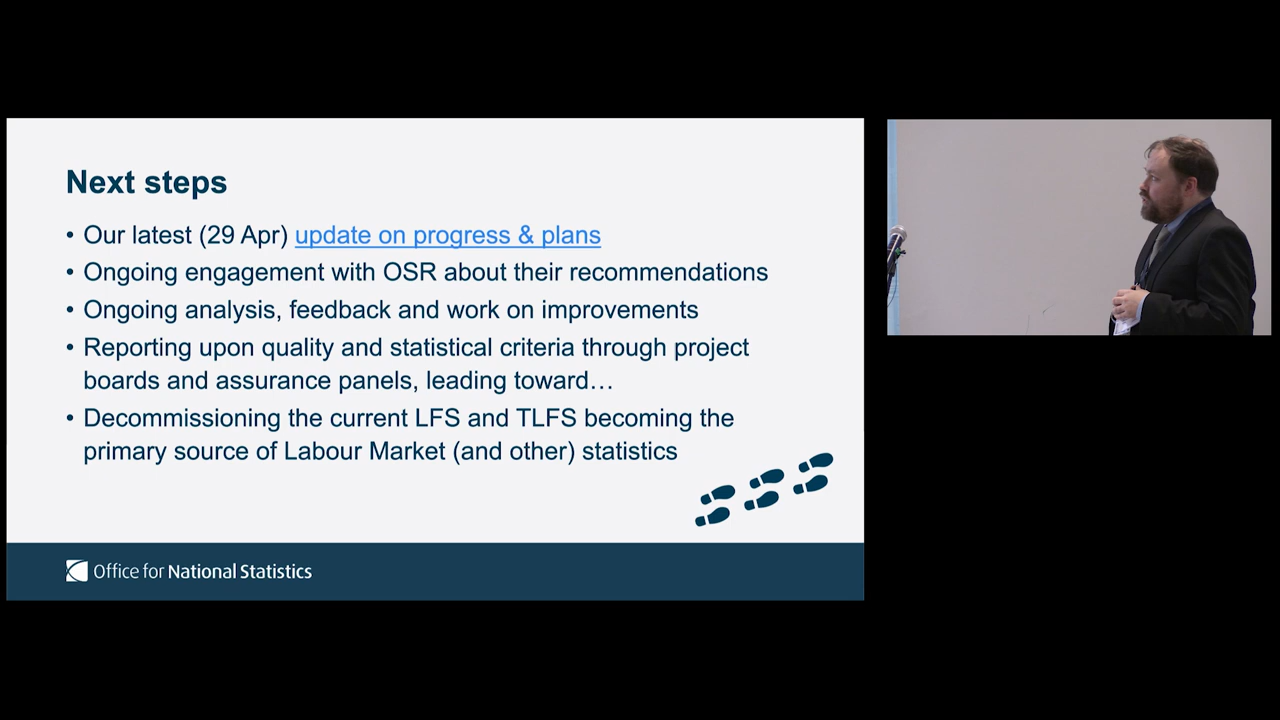 Next steps
• Our latest (29 Apr) update on progress & plans
• Ongoing engagement with OSR about their recommendations
• Ongoing analysis, feedback and work on improvements
• Reporting upon quality and statistical criteria through project
boards and assurance panels, leading toward…
• Decommissioning the current LFS and TLFS becoming the
primary source of Labour Market (and other) statistics
Office for National Statistics